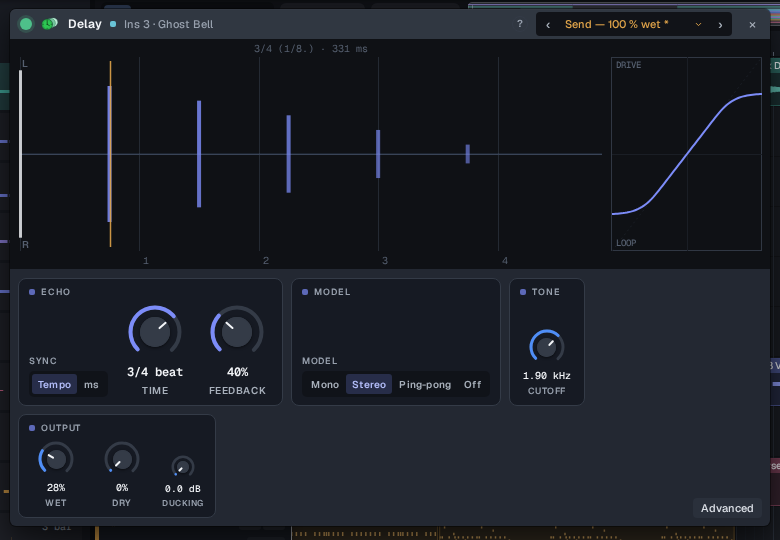 Delay Ins 3 · Ghost Bell ? ‹ Send — 100 % wet * › ×
3/4 (1/8.) · 331 ms
L
DRIVE
R
LOOP
1 2 3 4
ECHO
MODEL
TONE
SYNC
Tempo ms
3/4 beat
TIME
40%
FEEDBACK
MODEL
Mono Stereo Ping-pong Off
1.90 kHz
CUTOFF
OUTPUT
28% 0% 0.0 dB
WET DRY DUCKING
Advanced